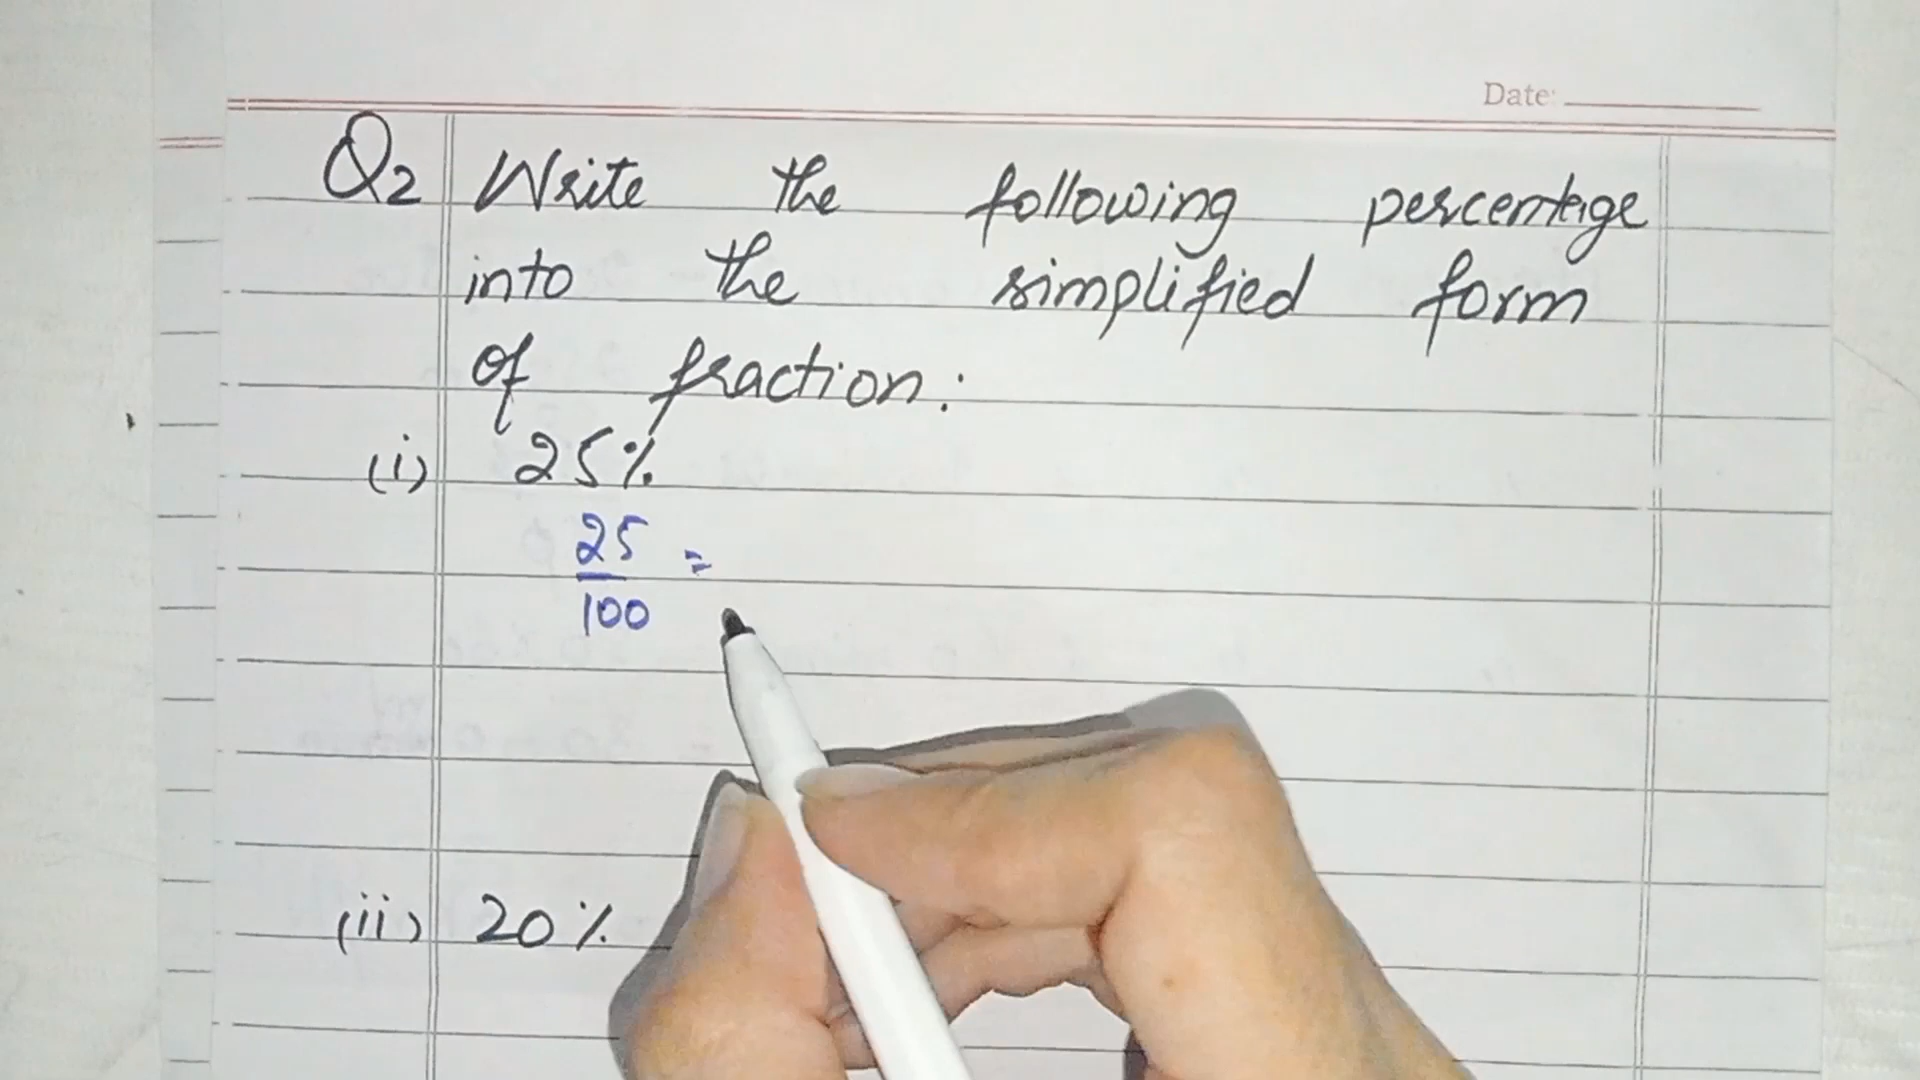 Date:
Q2 Write the following percentage
into the simplified form
of fraction:
(i) 25%
25
100
=
(ii) 20%